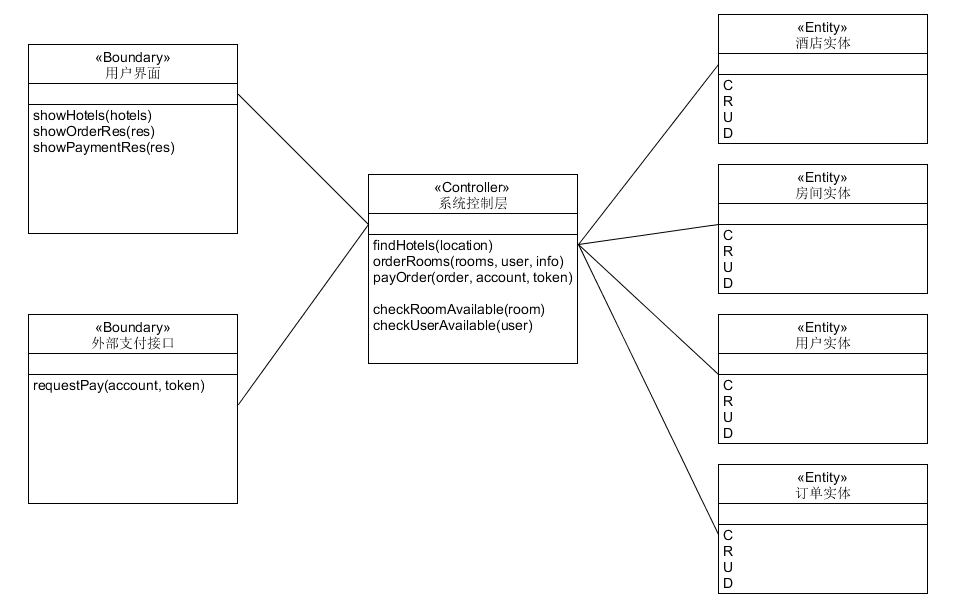 «Boundary»
用户界面
showHotels(hotels)
showOrderRes(res)
showPaymentRes(res)
«Boundary»
外部支付接口
requestPay(account, token)
«Controller»
系统控制层
findHotels(location)
orderRooms(rooms, user, info)
payOrder(order, account, token)
checkRoomAvailable(room)
checkUserAvailable(user)
«Entity»
酒店实体
C
R
U
D
«Entity»
房间实体
C
R
U
D
«Entity»
用户实体
C
R
U
D
«Entity»
订单实体
C
R
U
D